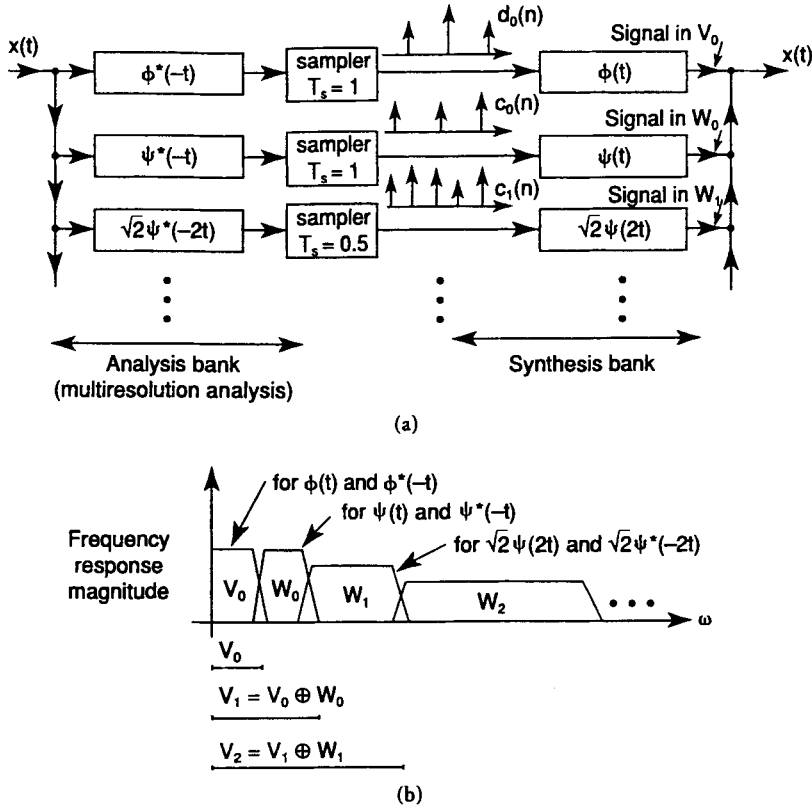 d₀(n)
x(t)
Signal in V₀
x(t)
ϕ*(−t)
sampler
Tₛ = 1
ϕ(t)
c₀(n)
Signal in W₀
ψ*(−t)
sampler
Tₛ = 1
ψ(t)
c₁(n)
Signal in W₁
√2ψ*(−2t)
sampler
Tₛ = 0.5
√2ψ(2t)
Analysis bank
(multiresolution analysis)
Synthesis bank
(a)
for ϕ(t) and ϕ*(−t)
for ψ(t) and ψ*(−t)
for √2ψ(2t) and √2ψ*(−2t)
Frequency
response
magnitude
V₀
W₀
W₁
W₂
ω
V₀
V₁ = V₀ ⊕ W₀
V₂ = V₁ ⊕ W₁
(b)